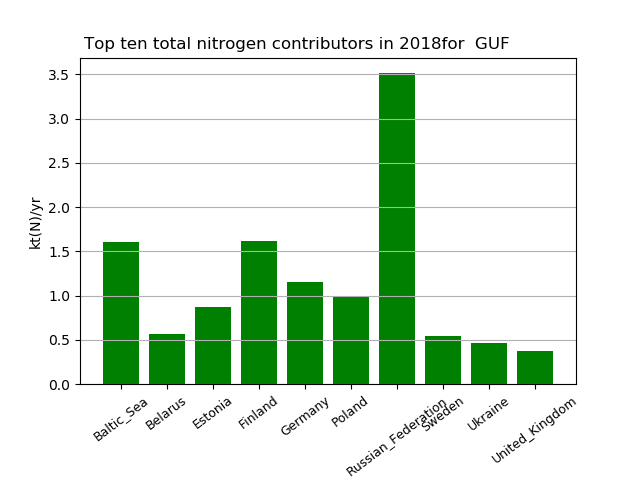 Top ten total nitrogen contributors in 2018for  GUF
kt(N)/yr
3.5
3.0
2.5
2.0
1.5
1.0
0.5
0.0
Baltic_Sea
Belarus
Estonia
Finland
Germany
Poland
Russian_Federation
Sweden
Ukraine
United_Kingdom